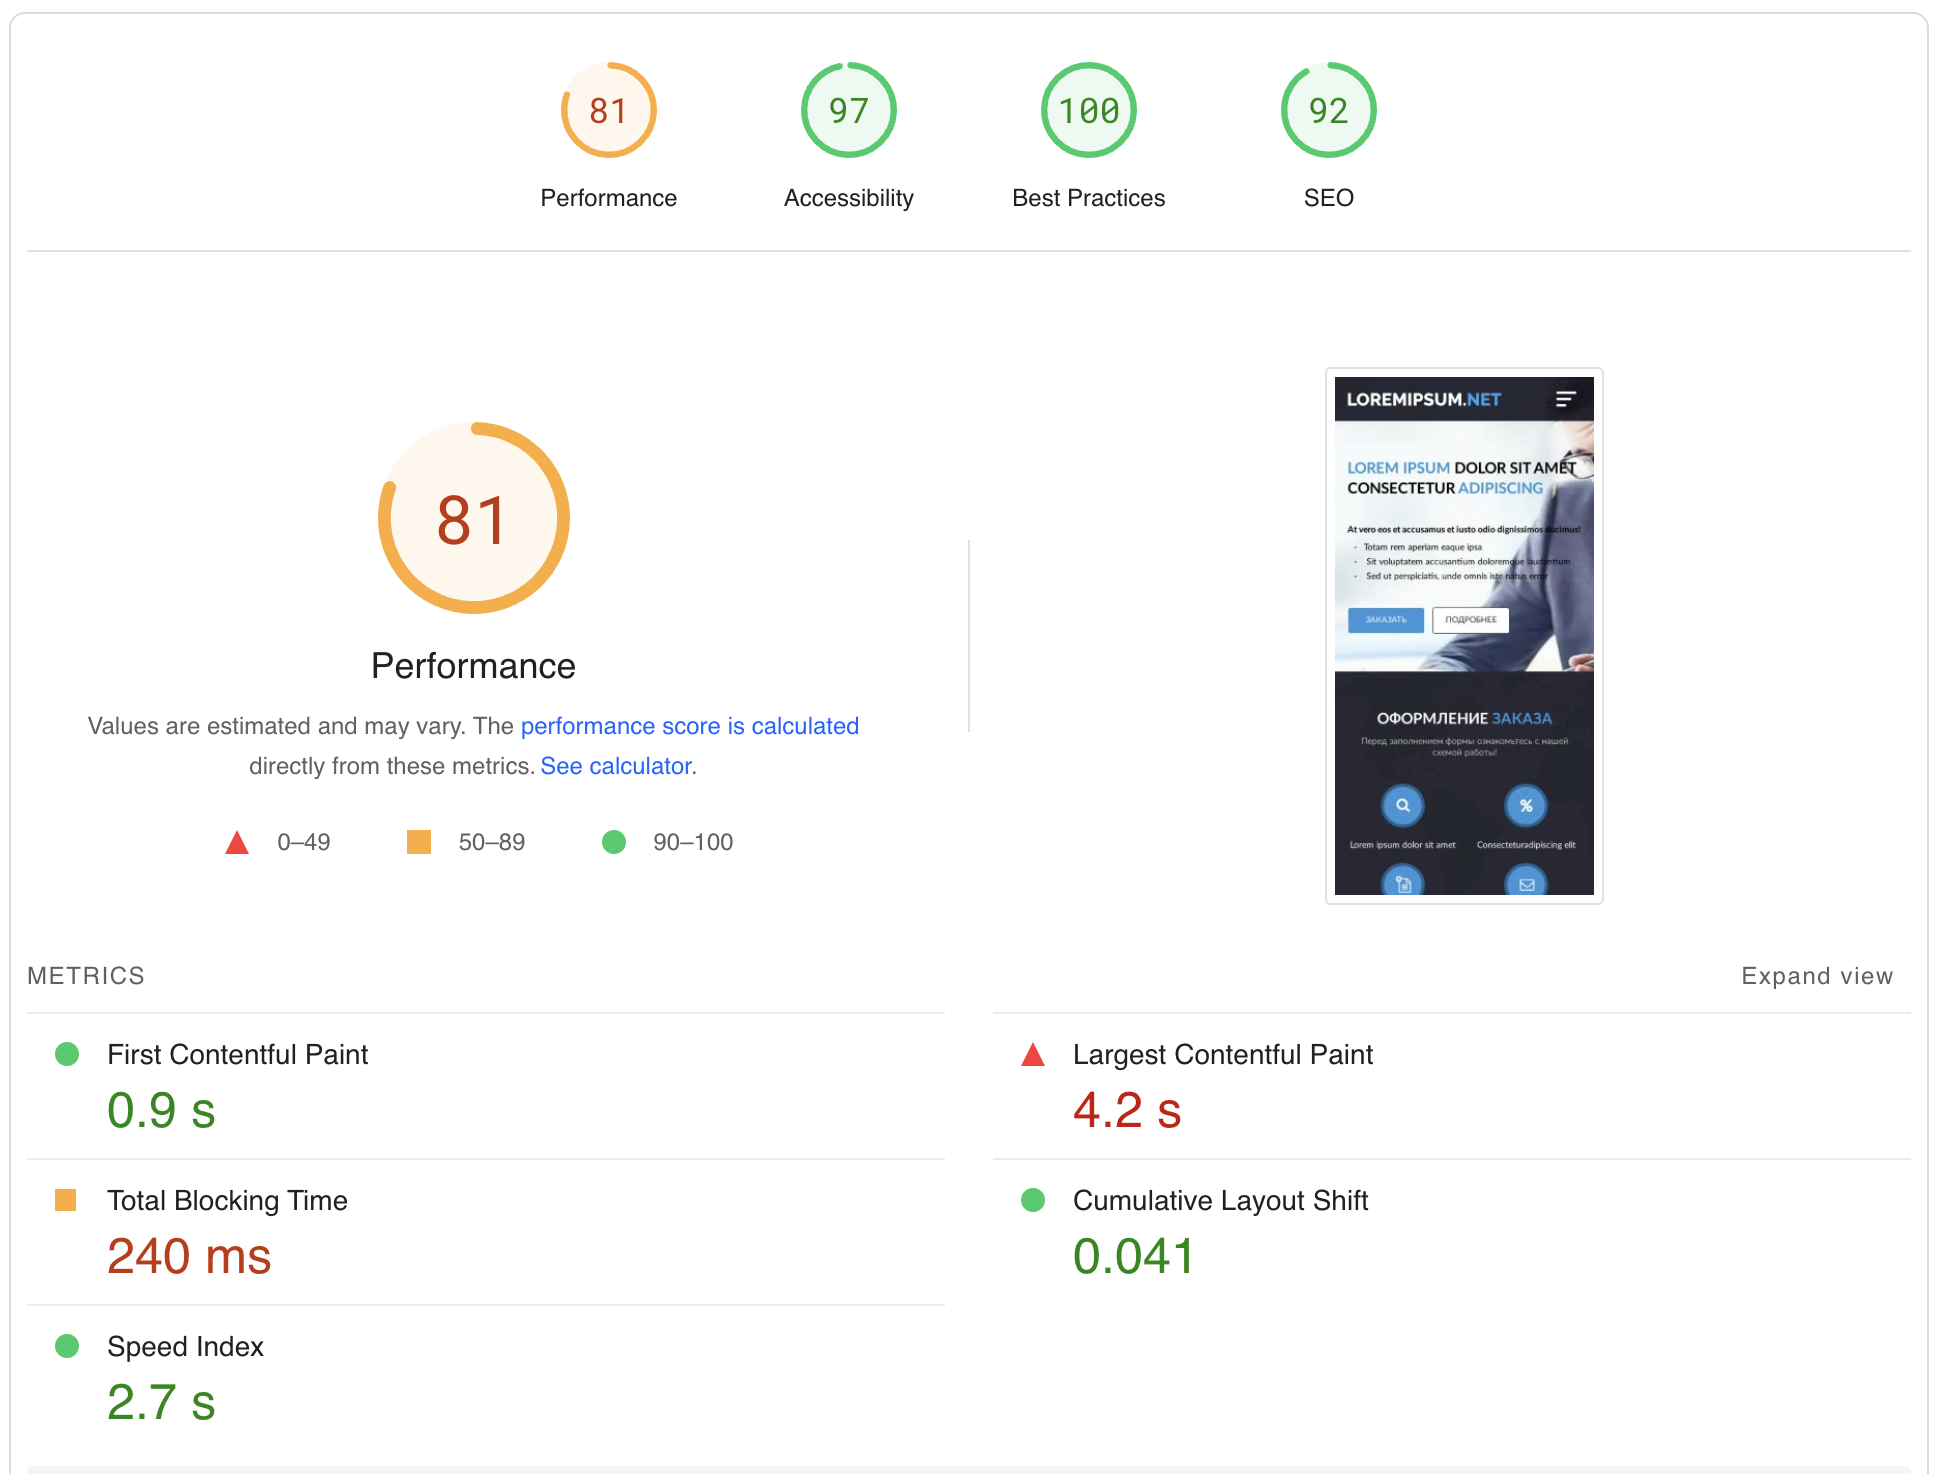 81
97
100
92
Performance
Accessibility
Best Practices
SEO
81
Performance
Values are estimated and may vary. The performance score is calculated
directly from these metrics. See calculator.
0–49
50–89
90–100
LOREMIPSUM.NET
LOREM IPSUM DOLOR SIT AMET
CONSECTETUR ADIPISCING
At vero eos et accusamus et iusto odio dignissimos ducimus!
- Totam rem aperiam eaque ipsa
- Sit voluptatem accusantium doloremque laudantium
- Sed ut perspiciatis, unde omnis iste natus error
ЗАКАЗАТЬ
ПОДРОБНЕЕ
ОФОРМЛЕНИЕ ЗАКАЗА
Перед заполнением формы ознакомьтесь с нашей
схемой работы!
%
Lorem ipsum dolor sit amet
Consecteturadipiscing elit
METRICS
Expand view
First Contentful Paint
0.9 s
Largest Contentful Paint
4.2 s
Total Blocking Time
240 ms
Cumulative Layout Shift
0.041
Speed Index
2.7 s